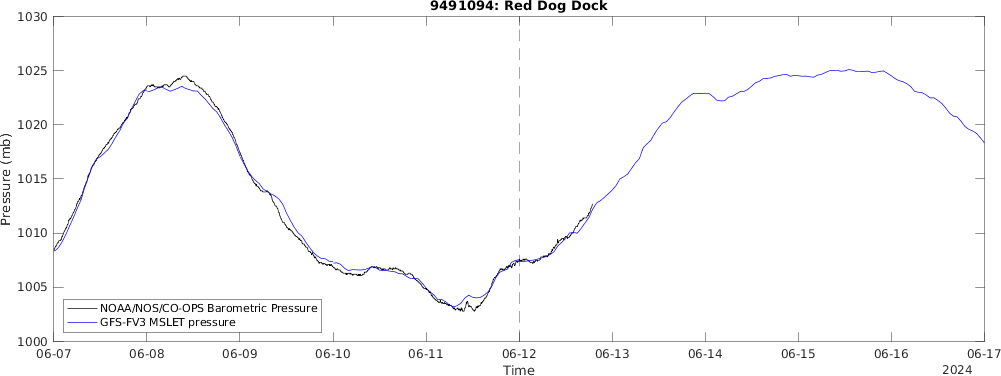 9491094: Red Dog Dock
Pressure (mb)
1030
1025
1020
1015
1010
1005
1000
NOAA/NOS/CO-OPS Barometric Pressure
GFS-FV3 MSLET pressure
06-07 06-08 06-09 06-10 06-11 06-12 06-13 06-14 06-15 06-16 06-17
Time
2024